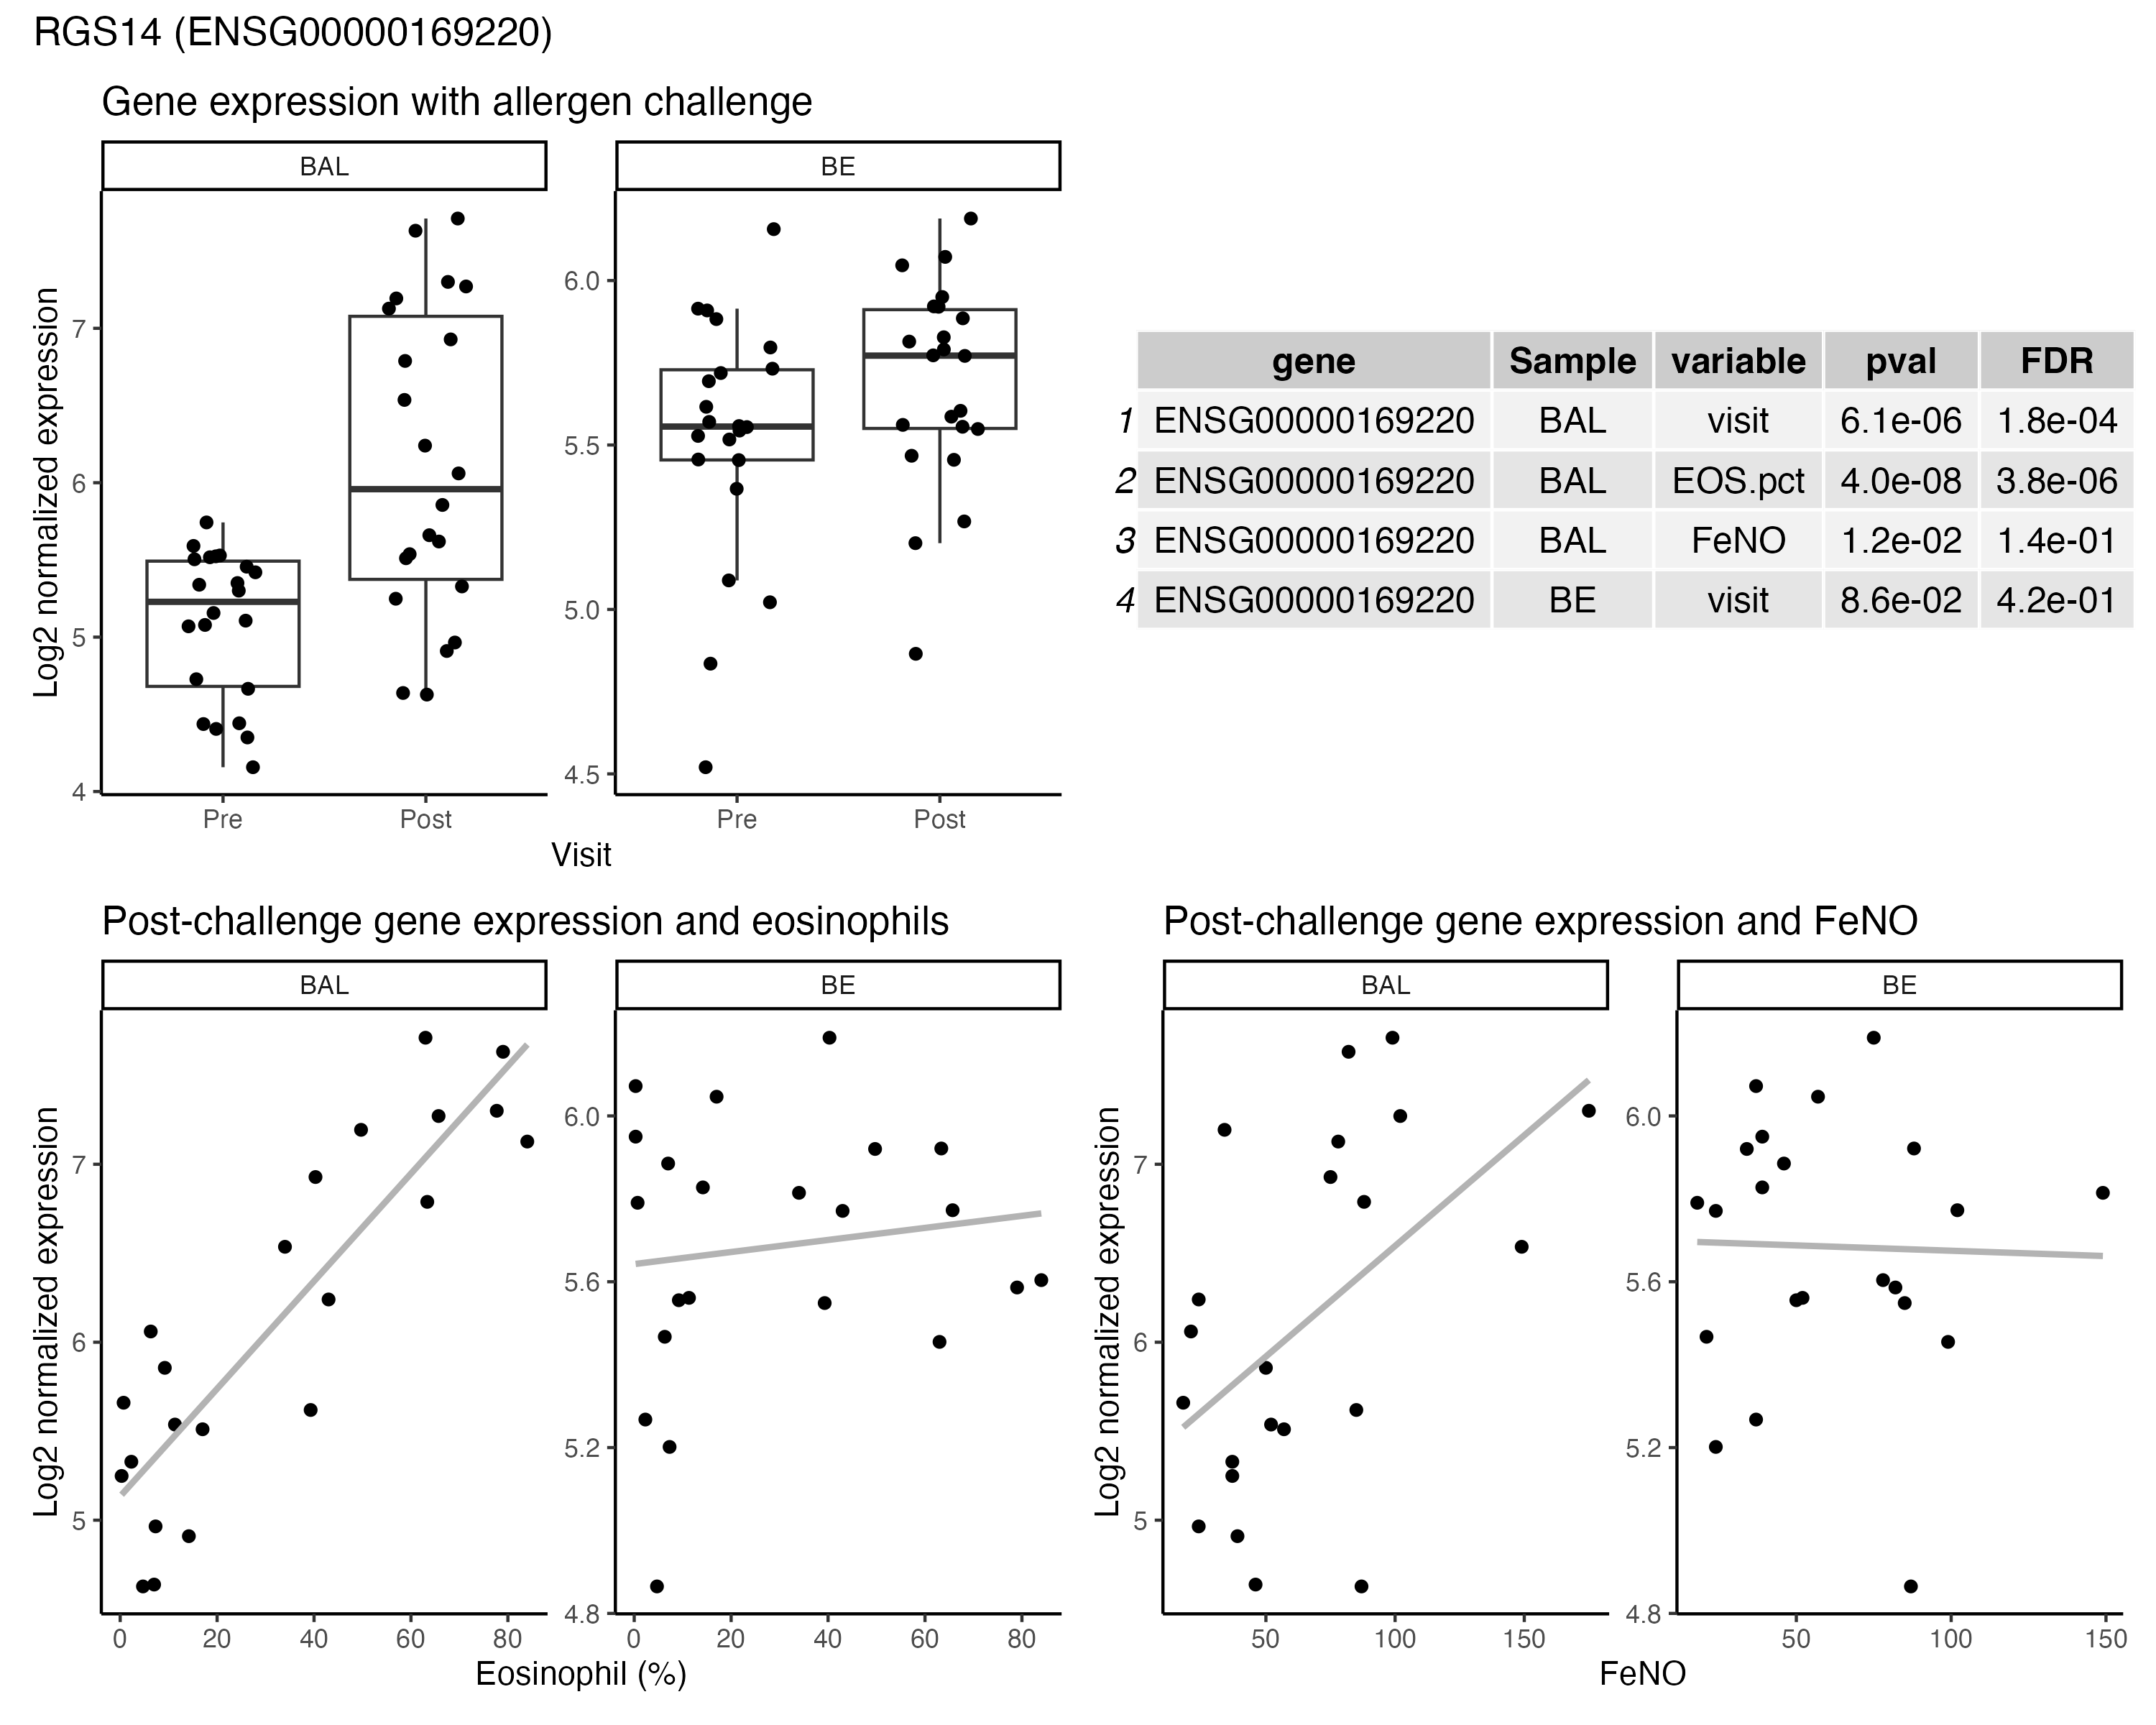 RGS14 (ENSG00000169220)
Gene expression with allergen challenge
BAL
BE
Log2 normalized expression
7
6
5
4
6.0
5.5
5.0
4.5
Pre
Post
Pre
Post
Visit
gene Sample variable pval FDR
1 ENSG00000169220 BAL visit 6.1e-06 1.8e-04
2 ENSG00000169220 BAL EOS.pct 4.0e-08 3.8e-06
3 ENSG00000169220 BAL FeNO 1.2e-02 1.4e-01
4 ENSG00000169220 BE visit 8.6e-02 4.2e-01
Post-challenge gene expression and eosinophils
BAL
BE
Log2 normalized expression
7
6
5
6.0
5.6
5.2
4.8
0 20 40 60 80
0 20 40 60 80
Eosinophil (%)
Post-challenge gene expression and FeNO
BAL
BE
Log2 normalized expression
7
6
5
6.0
5.6
5.2
4.8
50 100 150
50 100 150
FeNO